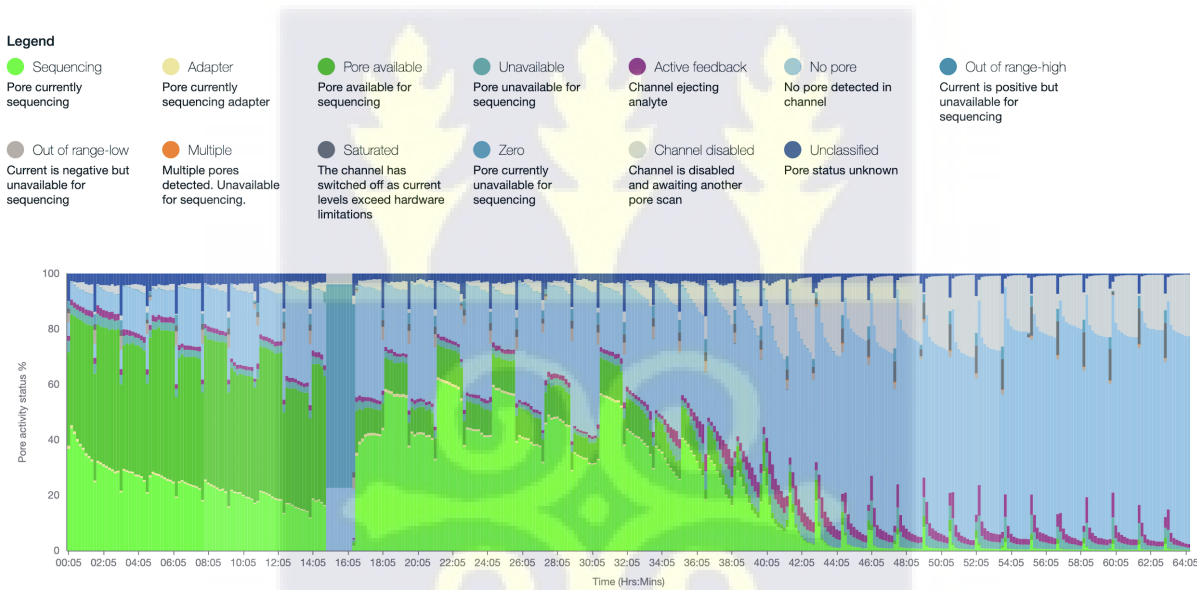 Legend
Sequencing
Pore currently
sequencing
Adapter
Pore currently
sequencing adapter
Pore available
Pore available for
sequencing
Unavailable
Pore unavailable for
sequencing
Active feedback
Channel ejecting
analyte
No pore
No pore detected in
channel
Out of range-high
Current is positive but
unavailable for
sequencing
Out of range-low
Current is negative but
unavailable for
sequencing
Multiple
Multiple pores
detected. Unavailable
for sequencing.
Saturated
The channel has
switched off as current
levels exceed hardware
limitations
Zero
Pore currently
unavailable for
sequencing
Channel disabled
Channel is disabled
and awaiting another
pore scan
Unclassified
Pore status unknown
Pore activity status %
100
80
60
40
20
0
00:05 02:05 04:05 06:05 08:05 10:05 12:05 14:05 16:05 18:05 20:05 22:05 24:05 26:05 28:05 30:05 32:05 34:05 36:05 38:05 40:05 42:05 44:05 46:05 48:05 50:05 52:05 54:05 56:05 58:05 60:05 62:05 64:05
Time (Hrs:Mins)